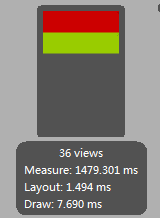 36 views
Measure: 1479.301 ms
Layout: 1.494 ms
Draw: 7.690 ms